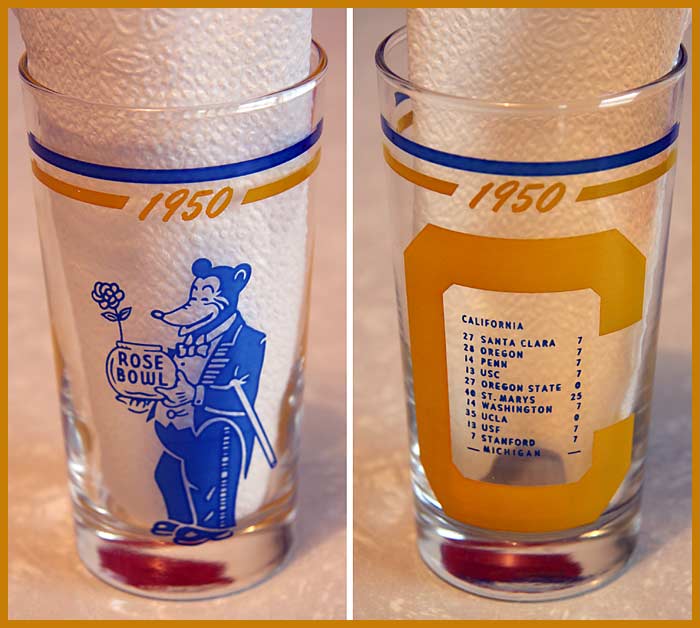 1950
ROSE
BOWL
1950
C
CALIFORNIA
27 SANTA CLARA 7
28 OREGON 7
14 PENN 7
13 USC 7
27 OREGON STATE 0
40 ST. MARYS 25
14 WASHINGTON 7
35 UCLA 0
13 USF 7
7 STANFORD 7
— MICHIGAN —